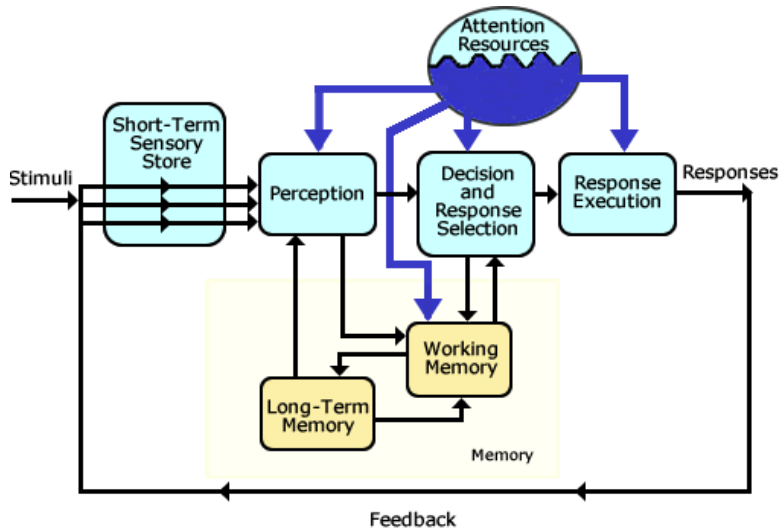 Attention
Resources
Short-Term
Sensory
Store
Stimuli
Perception
Decision
and
Response
Selection
Response
Execution
Responses
Working
Memory
Long-Term
Memory
Memory
Feedback